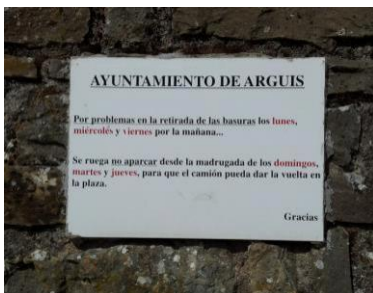 AYUNTAMIENTO DE ARGUIS
Por problemas en la retirada de las basuras los lunes,
miércoles y viernes por la mañana...
Se ruega no aparcar desde la madrugada de los domingos,
martes y jueves, para que el camión pueda dar la vuelta en
la plaza.
Gracias